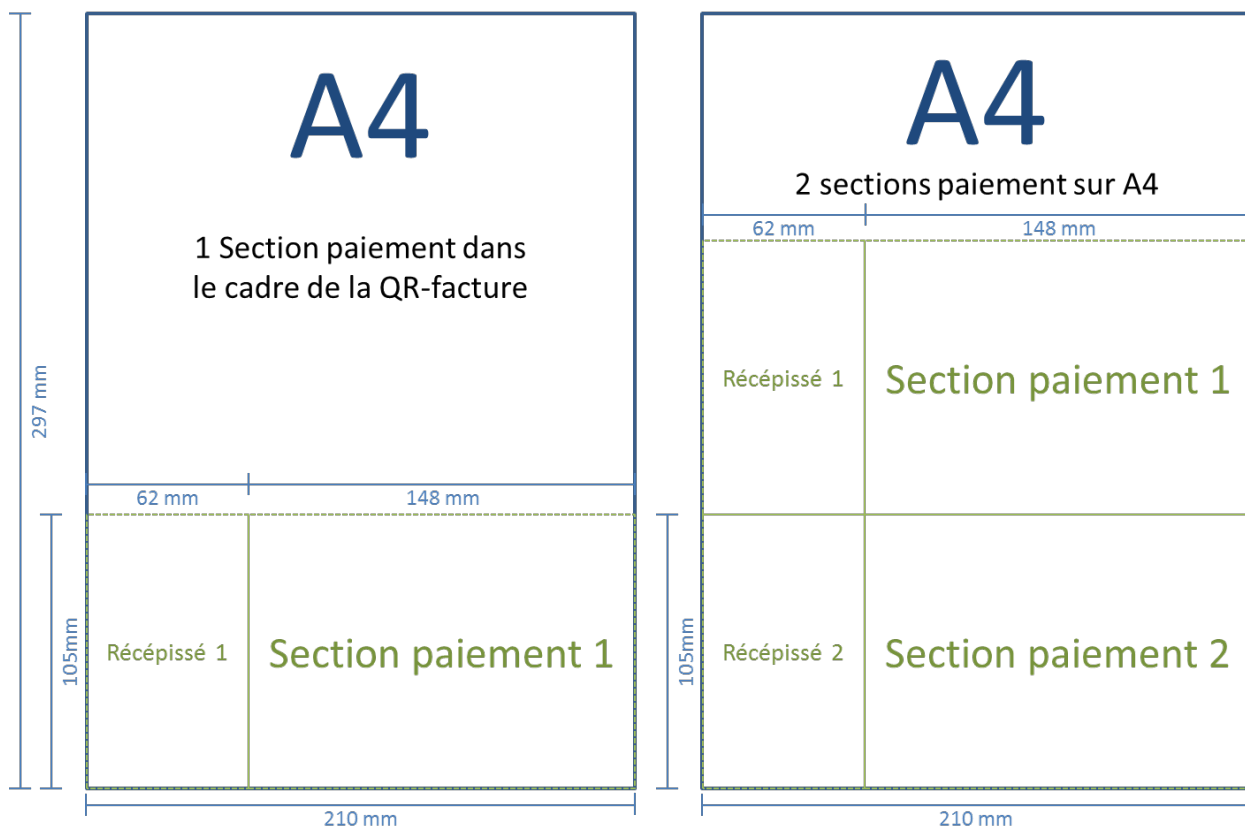 A4
1 Section paiement dans
le cadre de la QR-facture
297 mm
62 mm
148 mm
105mm
Récépissé 1
Section paiement 1
210 mm
A4
2 sections paiement sur A4
62 mm
148 mm
Récépissé 1
Section paiement 1
105mm
Récépissé 2
Section paiement 2
210 mm